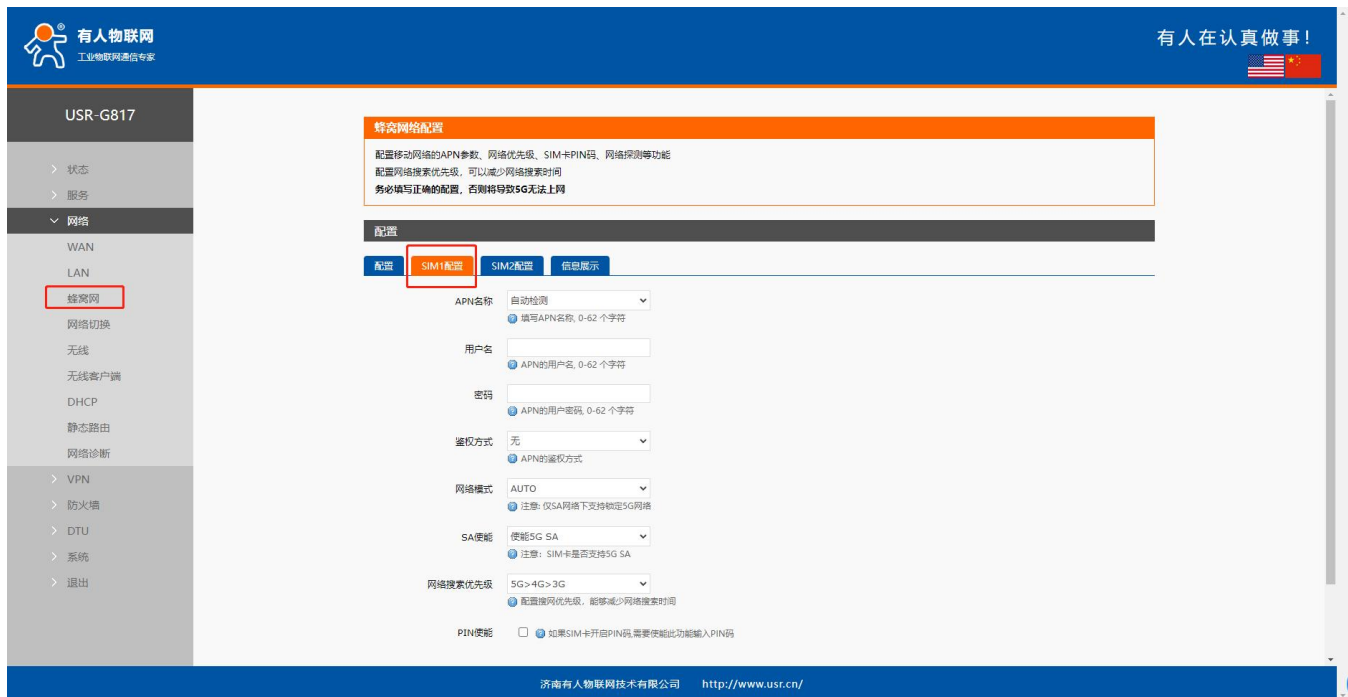 有人物联网
®
工业物联网通信专家
有人在认真做事!
USR-G817
状态
服务
网络
WAN
LAN
蜂窝网
网络切换
无线
无线客户端
DHCP
静态路由
网络诊断
VPN
防火墙
DTU
系统
退出
蜂窝网络配置
配置移动网络的APN参数、网络优先级、SIM卡PIN码、网络探测等功能
配置网络搜索优先级，可以减少网络搜索时间
务必填写正确的配置，否则将导致5G无法上网
配置
配置 SIM1配置 SIM2配置 信息展示
APN名称 自动检测
填写APN名称, 0-62 个字符
用户名
APN的用户名, 0-62 个字符
密码
APN的用户密码, 0-62 个字符
鉴权方式 无
APN的鉴权方式
网络模式 AUTO
注意: 仅SA网络下支持锁定5G网络
SA使能 使能5G SA
注意：SIM卡是否支持5G SA
网络搜索优先级 5G>4G>3G
配置搜网优先级，能够减少网络搜索时间
PIN使能 如果SIM卡开启PIN码,需要使能此功能输入PIN码
济南有人物联网技术有限公司 http://www.usr.cn/